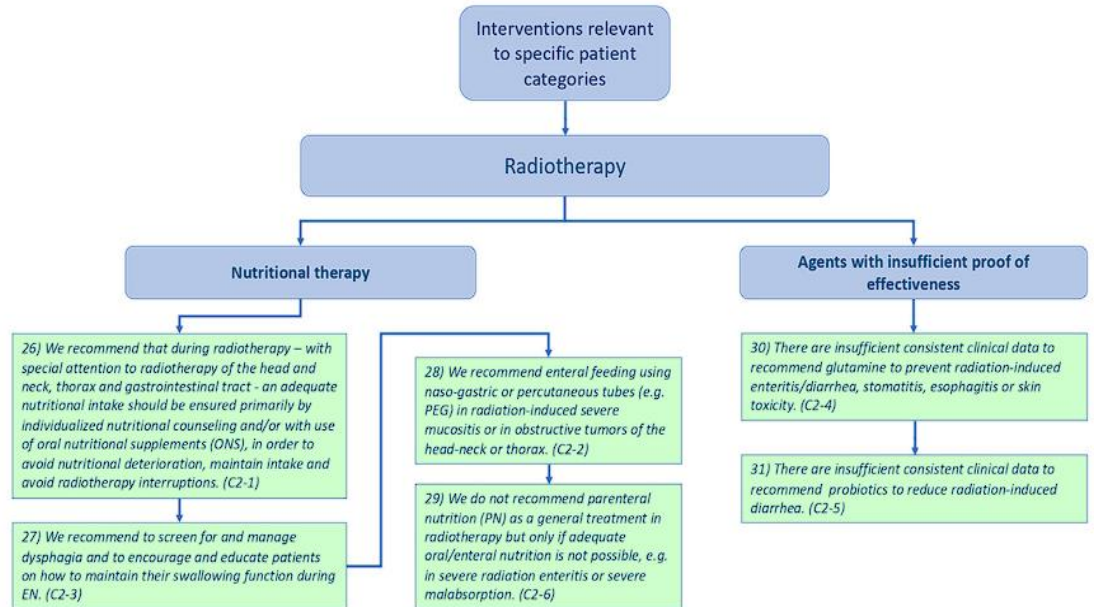 Interventions relevant
to specific patient
categories
Radiotherapy
Nutritional therapy
Agents with insufficient proof of
effectiveness
26) We recommend that during radiotherapy – with
special attention to radiotherapy of the head and
neck, thorax and gastrointestinal tract - an adequate
nutritional intake should be ensured primarily by
individualized nutritional counseling and/or with use
of oral nutritional supplements (ONS), in order to
avoid nutritional deterioration, maintain intake and
avoid radiotherapy interruptions. (C2-1)
27) We recommend to screen for and manage
dysphagia and to encourage and educate patients
on how to maintain their swallowing function during
EN. (C2-3)
28) We recommend enteral feeding using
naso-gastric or percutaneous tubes (e.g.
PEG) in radiation-induced severe
mucositis or in obstructive tumors of the
head-neck or thorax. (C2-2)
29) We do not recommend parenteral
nutrition (PN) as a general treatment in
radiotherapy but only if adequate
oral/enteral nutrition is not possible, e.g.
in severe radiation enteritis or severe
malabsorption. (C2-6)
30) There are insufficient consistent clinical data to
recommend glutamine to prevent radiation-induced
enteritis/diarrhea, stomatitis, esophagitis or skin
toxicity. (C2-4)
31) There are insufficient consistent clinical data to
recommend probiotics to reduce radiation-induced
diarrhea. (C2-5)